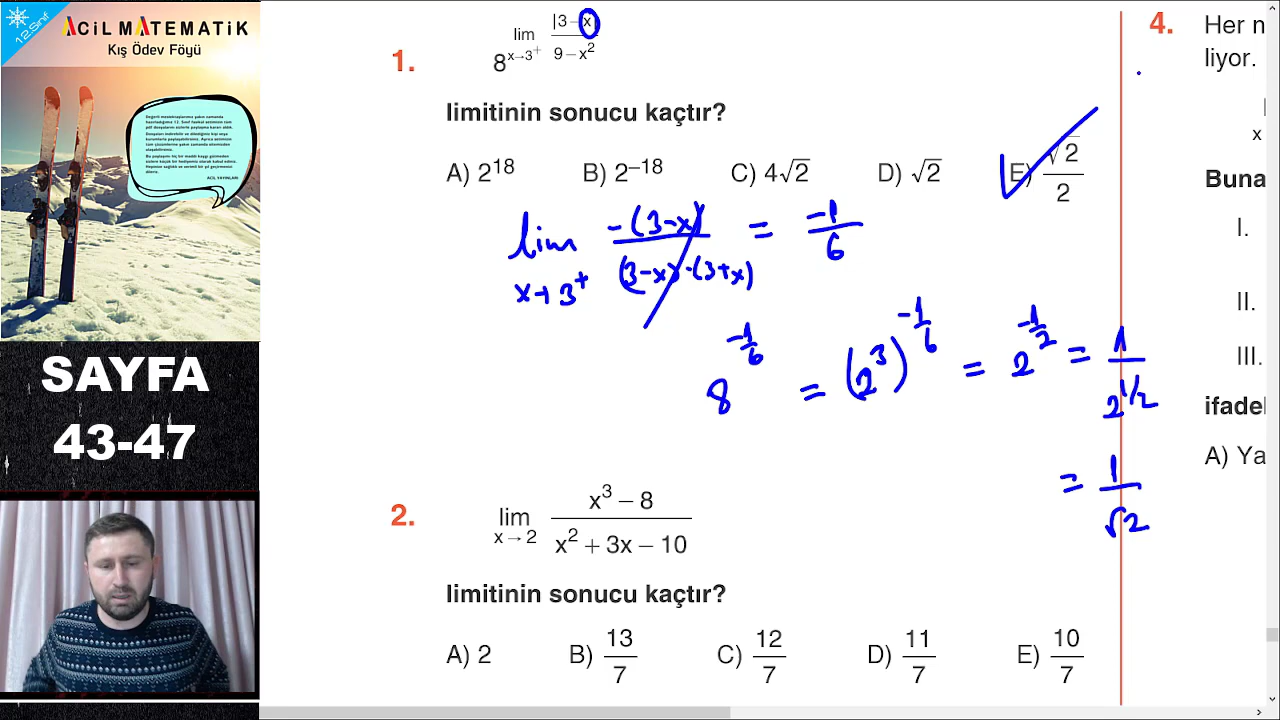 12.Sınıf
ACİL MATEMATİK
Kış Ödev Föyü
ACİL YAYINLARI
SAYFA
43-47
1. 8^{lim x→3⁺ |3−x| / 9−x²}
limitinin sonucu kaçtır?
A) 2^{18} B) 2^{−18} C) 4√2 D) √2 E) √2/2
lim x→3⁺ −(3−x) / (3−x)·(3+x) = −1/6
8^{−1/6} = (2³)^{−1/6} = 2^{−1/2} = 1/2^{1/2}
= 1/√2
2. lim x→2 x³−8 / x²+3x−10
limitinin sonucu kaçtır?
A) 2 B) 13/7 C) 12/7 D) 11/7 E) 10/7
4. Her n
liyor.
x
Buna
I.
II.
III.
ifadel
A) Ya